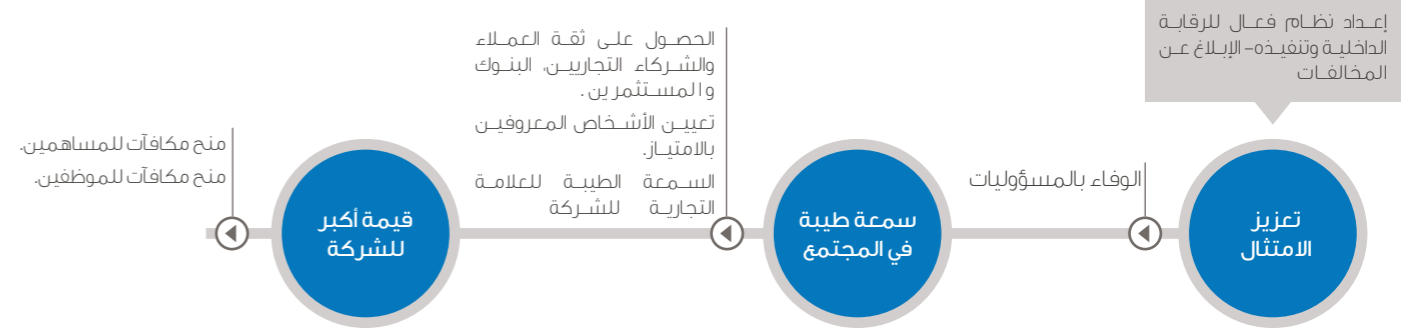 إعداد نظام فعال للرقابة
الداخلية وتنفيذه- الإبلاغ عن
المخالفات
تعزيز
الامتثال
الوفاء بالمسؤوليات
سمعة طيبة
في المجتمع
الحصول على ثقة العملاء
والشركاء التجاريين، البنوك
والمستثمرين.
تعيين الأشخاص المعروفين
بالامتياز.
السمعة الطيبة للعلامة
التجارية للشركة
قيمة أكبر
للشركة
منح مكافآت للمساهمين.
منح مكافآت للموظفين.